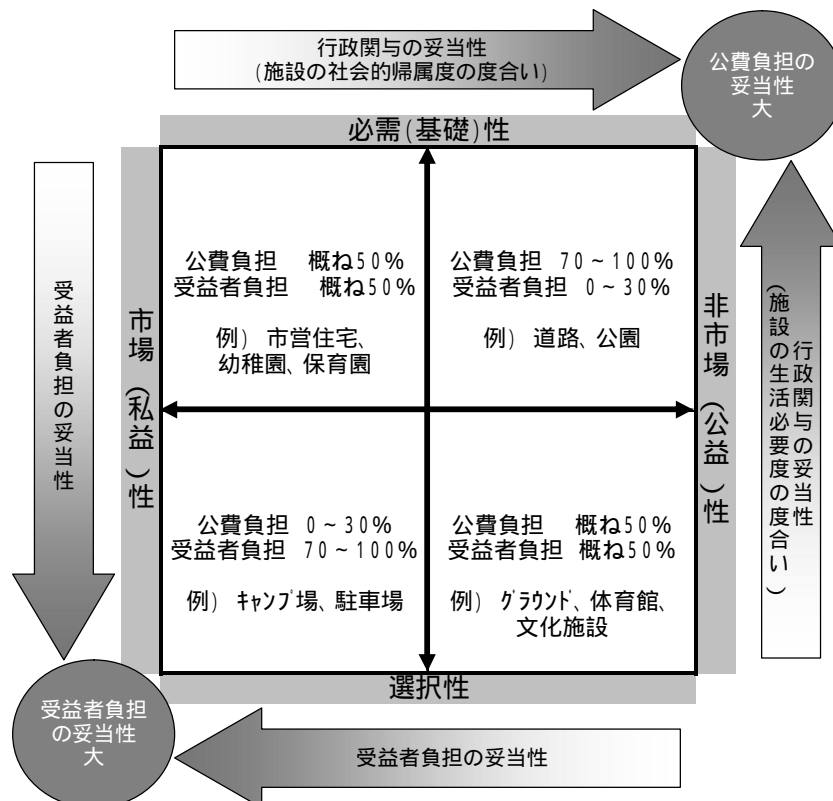 行政関与の妥当性
(施設の社会的帰属度の度合い)
公費負担の
妥当性
大
必需(基礎)性
受益者負担の妥当性
市場(私益)性
公費負担 概ね50%
受益者負担 概ね50%
例) 市営住宅、
幼稚園、保育園
公費負担 70~100%
受益者負担 0~30%
例) 道路、公園
非市場(公益)性
行政関与の妥当性
(施設の生活必要度の度合い)
公費負担 0~30%
受益者負担 70~100%
例) キャンプ場、駐車場
公費負担 概ね50%
受益者負担 概ね50%
例) グラウンド、体育館、
文化施設
選択性
受益者負担
の妥当性
大
受益者負担の妥当性